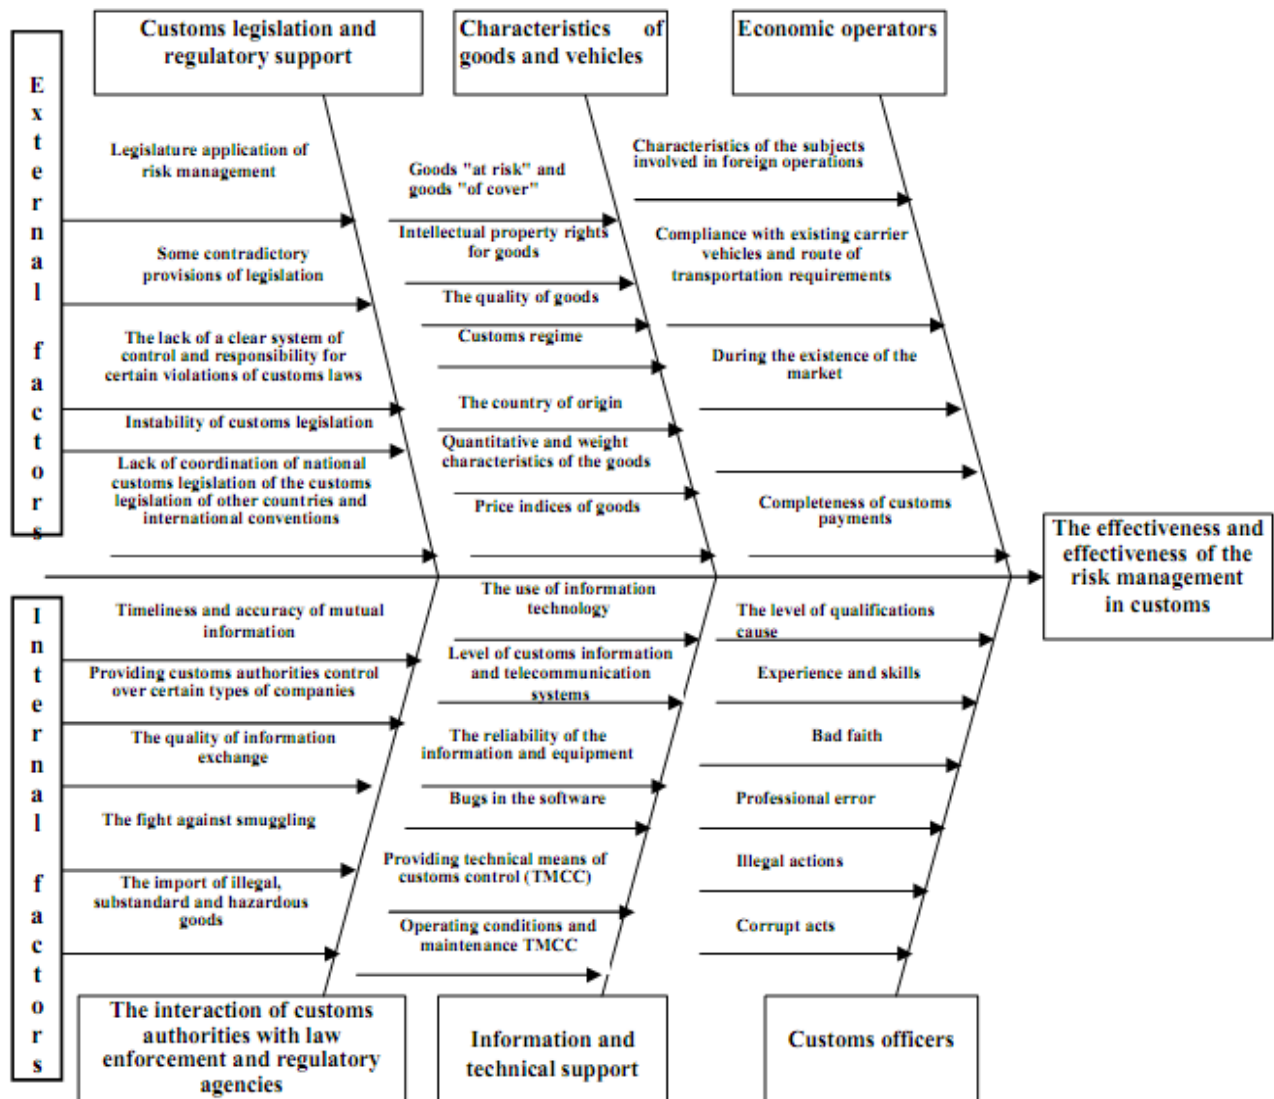 Customs legislation and
regulatory support
Characteristics of
goods and vehicles
Economic operators
External factors
Legislature application of
risk management
Some contradictory
provisions of legislation
The lack of a clear system of
control and responsibility for
certain violations of customs laws
Instability of customs legislation
Lack of coordination of national
customs legislation of the customs
legislation of other countries and
international conventions
Goods "at risk" and
goods "of cover"
Intellectual property rights
for goods
The quality of goods
Customs regime
The country of origin
Quantitative and weight
characteristics of the goods
Price indices of goods
Characteristics of the subjects
involved in foreign operations
Compliance with existing carrier
vehicles and route of
transportation requirements
During the existence of the
market
Completeness of customs
payments
The effectiveness and
effectiveness of the
risk management
in customs
Internal factors
Timeliness and accuracy of mutual
information
Providing customs authorities control
over certain types of companies
The quality of information
exchange
The fight against smuggling
The import of illegal,
substandard and hazardous
goods
The use of information
technology
Level of customs information
and telecommunication
systems
The reliability of the
information and equipment
Bugs in the software
Providing technical means of
customs control (TMCC)
Operating conditions and
maintenance TMCC
The level of qualifications
cause
Experience and skills
Bad faith
Professional error
Illegal actions
Corrupt acts
The interaction of customs
authorities with law
enforcement and regulatory
agencies
Information and
technical support
Customs officers